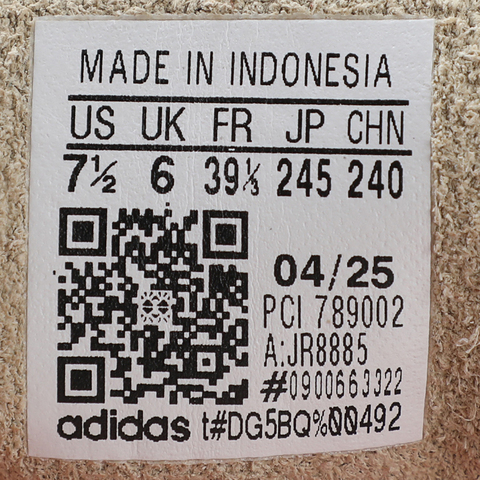 MADE IN INDONESIA
US UK FR JP CHN
7½ 6 39⅓ 245 240
04/25
PCI 789002
A:JR8885
#0900663322
adidas t#DG5BQ%00492